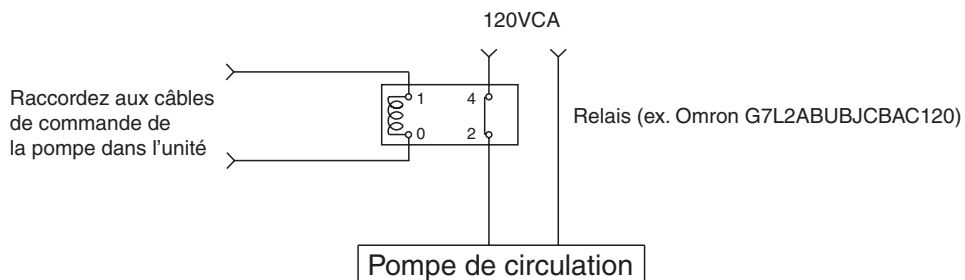 120VCA
Raccordez aux câbles
de commande de
la pompe dans l'unité
1
4
0
2
Relais (ex. Omron G7L2ABUBJCBAC120)
Pompe de circulation